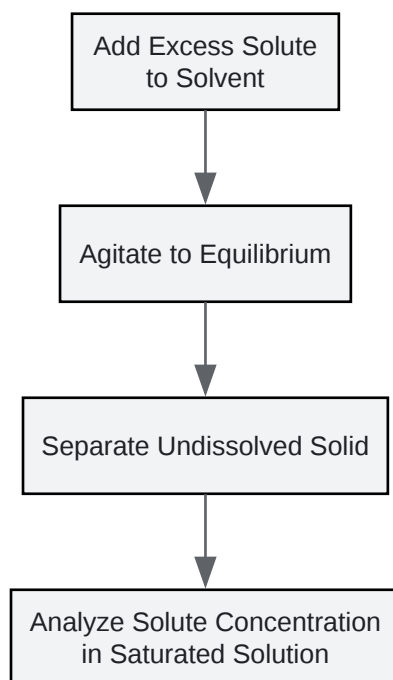 Add Excess Solute
to Solvent
Agitate to Equilibrium
Separate Undissolved Solid
Analyze Solute Concentration
in Saturated Solution